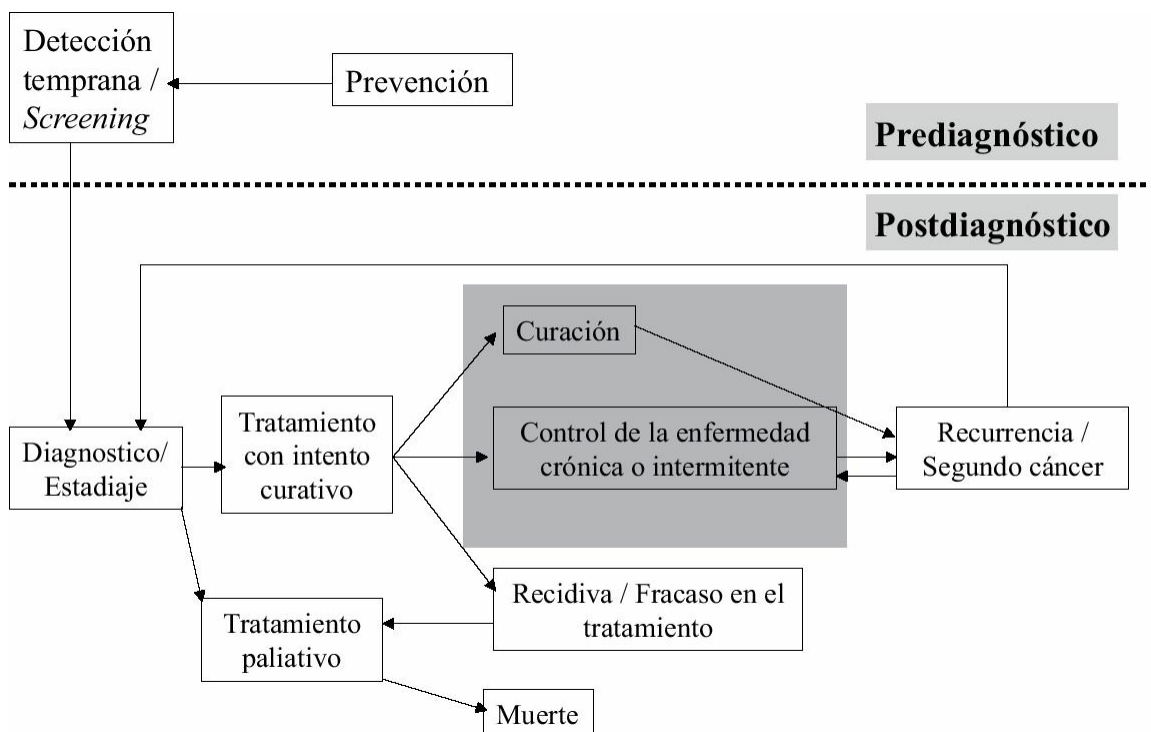 Detección
temprana /
Screening
Prevención
Prediagnóstico
Postdiagnóstico
Curación
Tratamiento
con intento
curativo
Control de la enfermedad
crónica o intermitente
Recurrencia /
Segundo cáncer
Diagnostico/
Estadiaje
Recidiva / Fracaso en el
tratamiento
Tratamiento
paliativo
Muerte